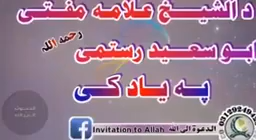 د الشیخ علامه مفتی
ابو سعید رستمی
رحمه الله
په یاد کی
Invitation to Allah الدعوة الى الله